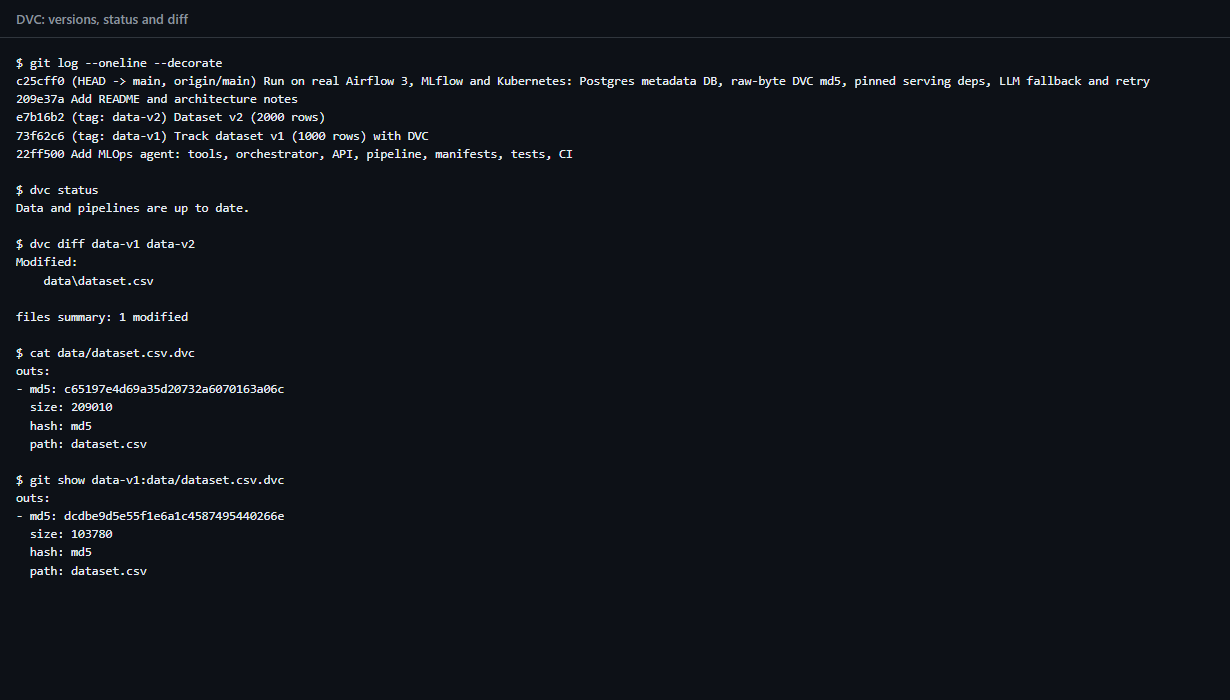 DVC: versions, status and diff
$ git log --oneline --decorate
c25cff0 (HEAD -> main, origin/main) Run on real Airflow 3, MLflow and Kubernetes: Postgres metadata DB, raw-byte DVC md5, pinned serving deps, LLM fallback and retry
209e37a Add README and architecture notes
e7b16b2 (tag: data-v2) Dataset v2 (2000 rows)
73f62c6 (tag: data-v1) Track dataset v1 (1000 rows) with DVC
22ff500 Add MLOps agent: tools, orchestrator, API, pipeline, manifests, tests, CI
$ dvc status
Data and pipelines are up to date.
$ dvc diff data-v1 data-v2
Modified:
    data\dataset.csv
files summary: 1 modified
$ cat data/dataset.csv.dvc
outs:
- md5: c65197e4d69a35d20732a6070163a06c
  size: 209010
  hash: md5
  path: dataset.csv
$ git show data-v1:data/dataset.csv.dvc
outs:
- md5: dcdbe9d5e55f1e6a1c4587495440266e
  size: 103780
  hash: md5
  path: dataset.csv